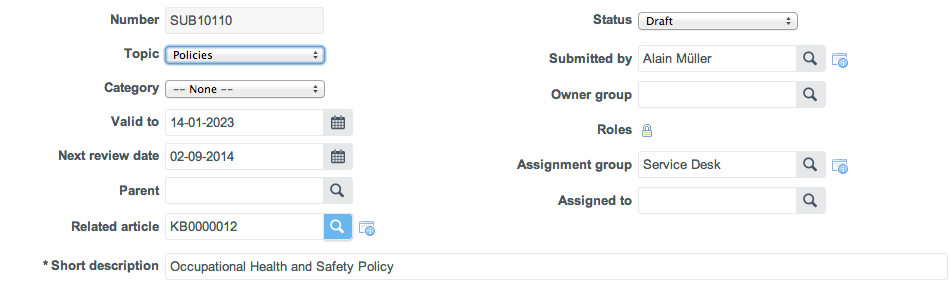 Number SUB10110
Topic Policies
Category -- None --
Valid to 14-01-2023
Next review date 02-09-2014
Parent
Related article KB0000012
Status Draft
Submitted by Alain Müller
Owner group
Roles
Assignment group Service Desk
Assigned to
* Short description Occupational Health and Safety Policy